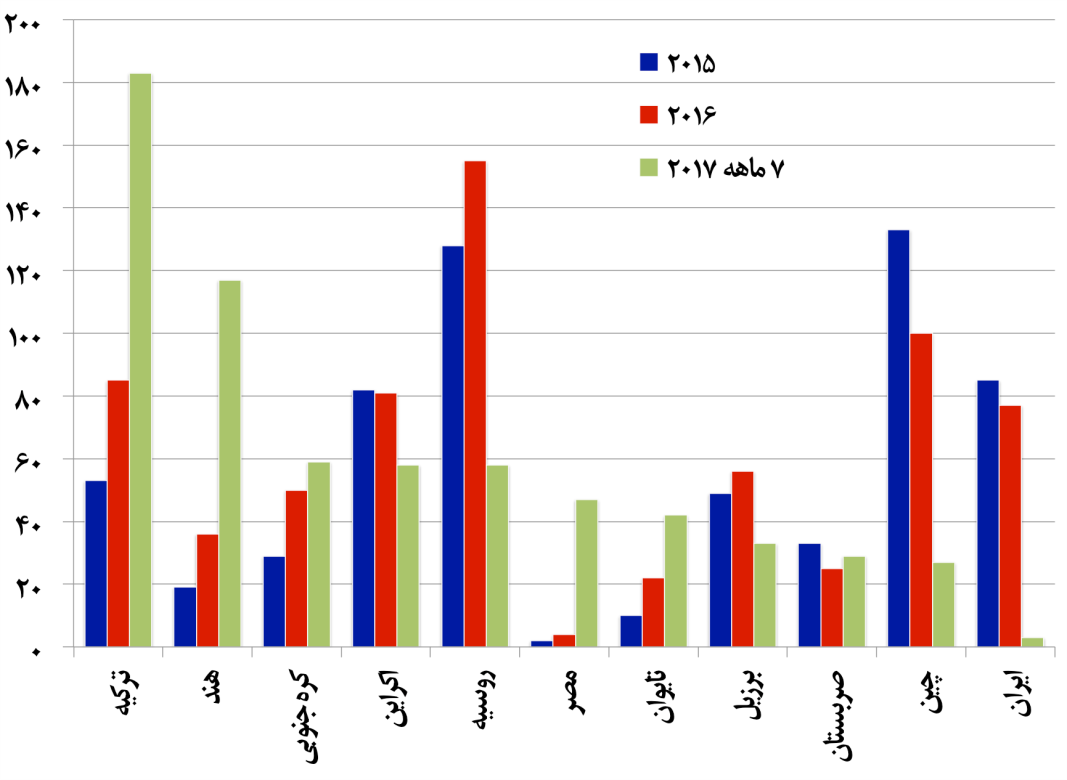 ۲۰۰
۱۸۰
۱۶۰
۱۴۰
۱۲۰
۱۰۰
۸۰
۶۰
۴۰
۲۰
۰
۲۰۱۵
۲۰۱۶
۷ ماهه ۲۰۱۷
ترکیه
هند
کره جنوبی
اکراین
روسیه
مصر
تایوان
برزیل
صربستان
چین
ایران